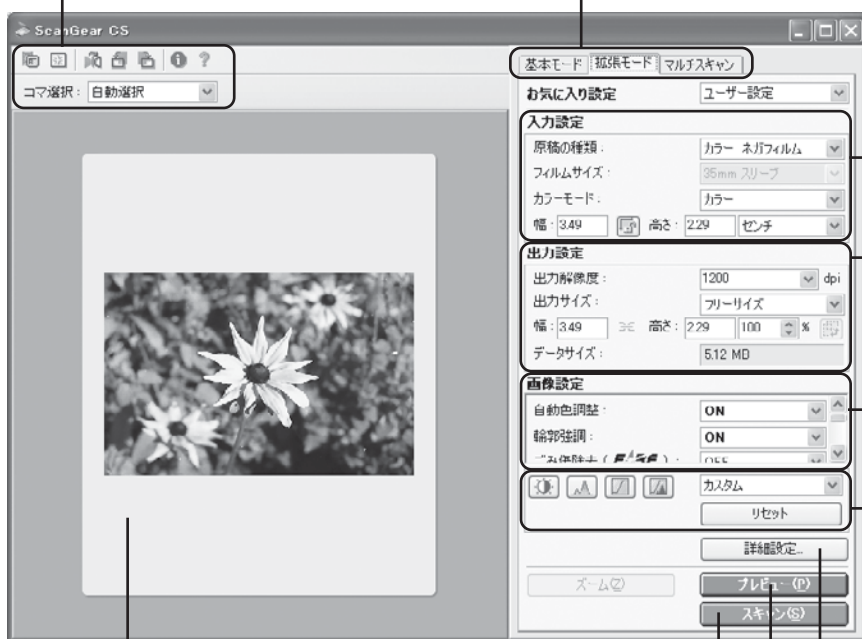 ScanGear CS
コマ選択： 自動選択
基本モード 拡張モード マルチスキャン
お気に入り設定 ユーザー設定
入力設定
原稿の種類： カラー ネガフィルム
フィルムサイズ： 35mm スリーブ
カラーモード： カラー
幅： 3.49 高さ： 2.29 センチ
出力設定
出力解像度： 1200 dpi
出力サイズ： フリーサイズ
幅： 3.49 高さ： 2.29 100 %
データサイズ： 5.12 MB
画像設定
自動色調整： ON
輪郭強調： ON
OFF
カスタム
リセット
詳細設定...
ズーム(Z) プレビュー(P)
スキャン(S)